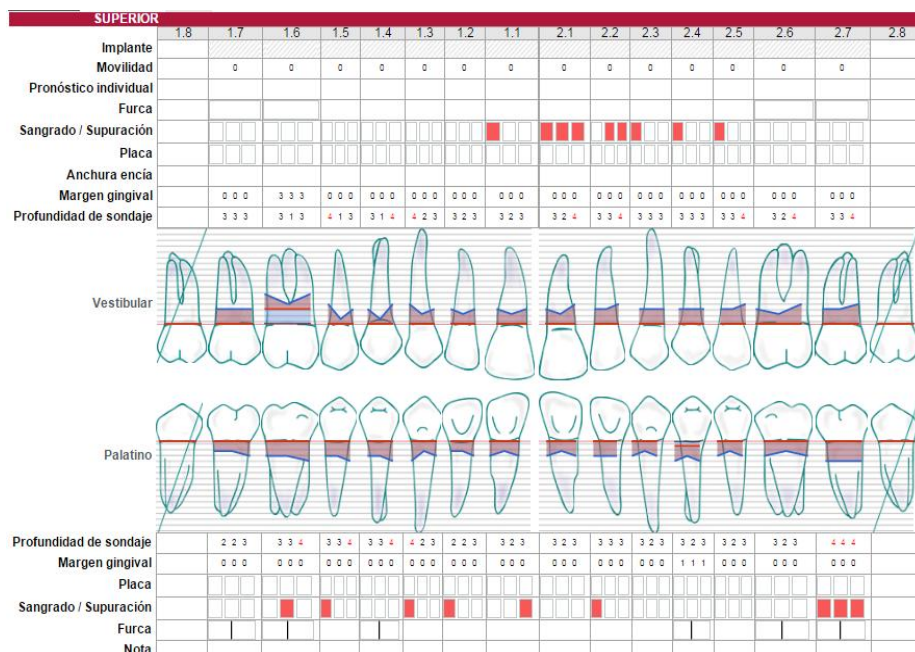 SUPERIOR
1.8 1.7 1.6 1.5 1.4 1.3 1.2 1.1 2.1 2.2 2.3 2.4 2.5 2.6 2.7 2.8
Implante
Movilidad 0 0 0 0 0 0 0 0 0 0 0 0 0 0
Pronóstico individual
Furca
Sangrado / Supuración
Placa
Anchura encía
Margen gingival 0 0 0 3 3 3 0 0 0 0 0 0 0 0 0 0 0 0 0 0 0 0 0 0 0 0 0 0 0 0 0 0 0 0 0 0 0 0 0 0 0 0
Profundidad de sondaje 3 3 3 3 1 3 4 1 3 3 1 4 4 2 3 3 2 3 3 2 3 3 2 4 3 3 4 3 3 3 3 3 3 3 3 4 3 2 4 3 3 4
Vestibular
Palatino
Profundidad de sondaje 2 2 3 3 3 4 3 3 4 3 3 4 4 2 3 2 2 3 3 2 3 3 2 3 3 3 3 3 2 3 3 2 3 3 2 3 3 2 3 4 4 4
Margen gingival 0 0 0 0 0 0 0 0 0 0 0 0 0 0 0 0 0 0 0 0 0 0 0 0 0 0 0 0 0 0 1 1 1 0 0 0 0 0 0 0 0 0
Placa
Sangrado / Supuración
Furca
Nota